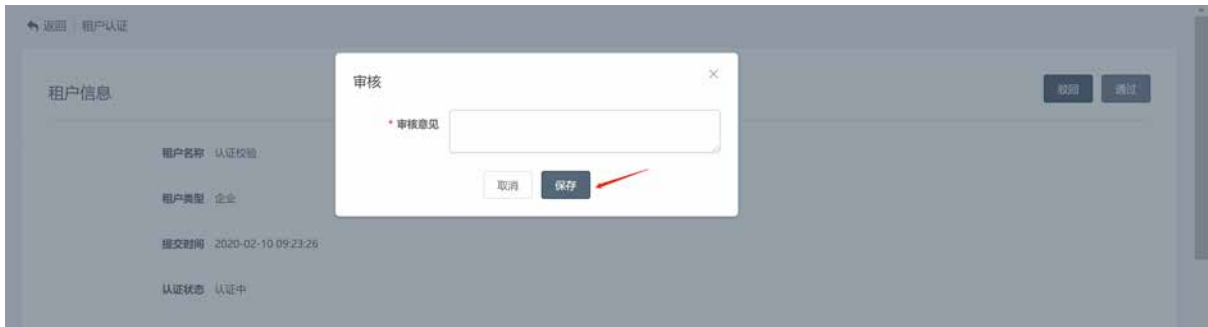 返回 租户认证
租户信息
驳回 通过
审核
* 审核意见
取消 保存
租户名称 认证校验
租户类型 企业
提交时间 2020-02-10 09:23:26
认证状态 认证中